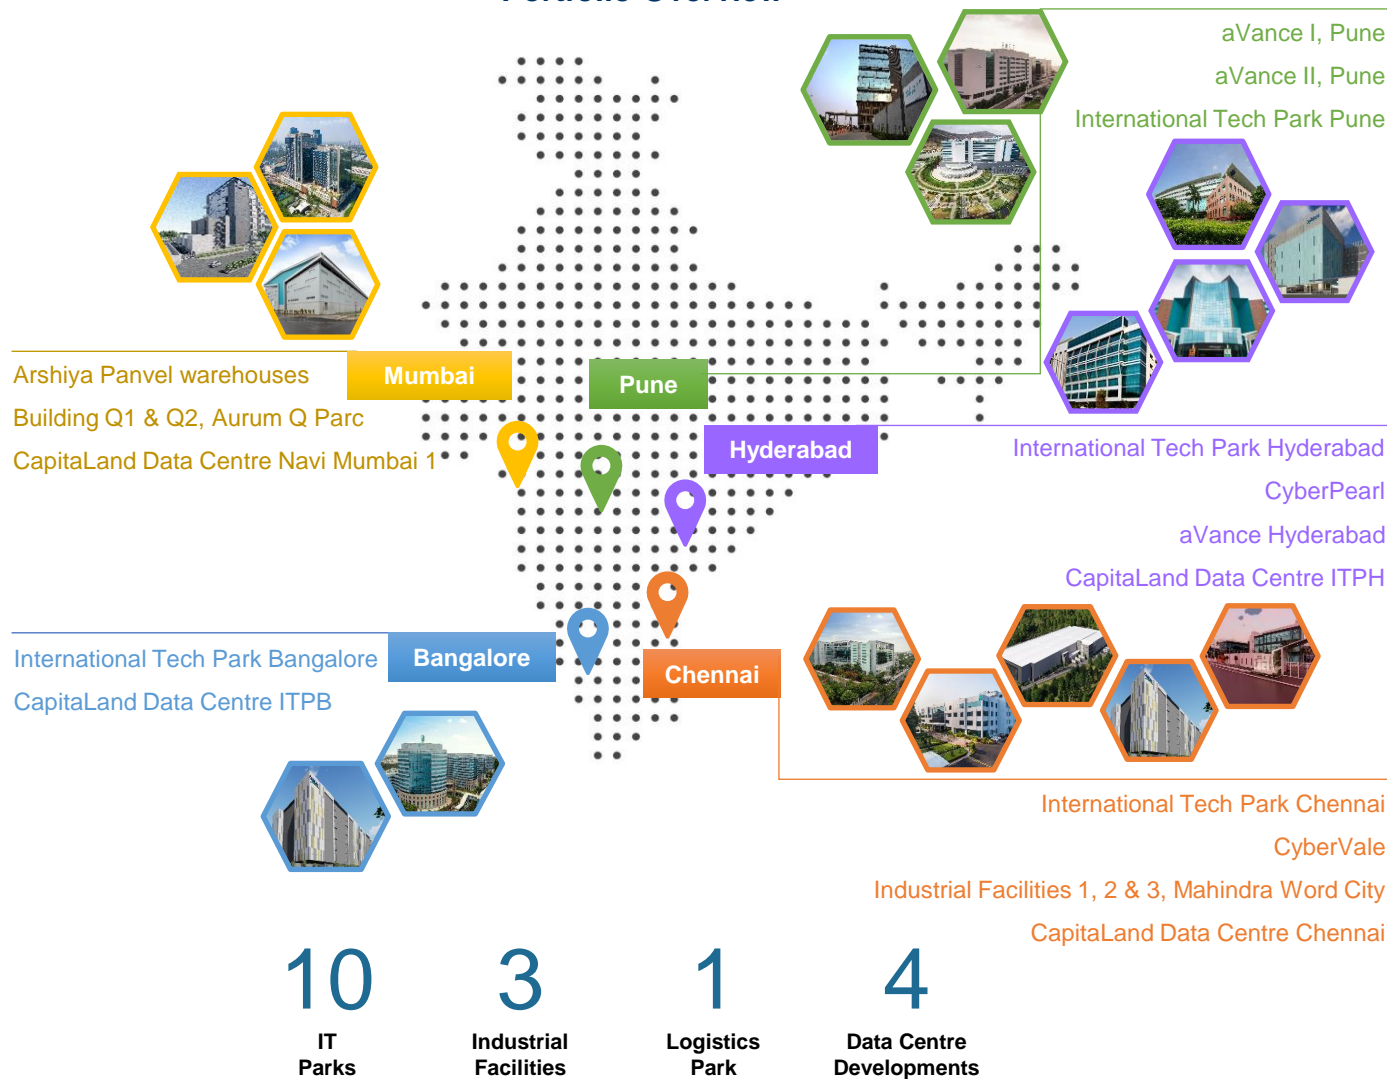 Portfolio Overview
aVance I, Pune
aVance II, Pune
International Tech Park Pune
Mumbai
Arshiya Panvel warehouses
Building Q1 & Q2, Aurum Q Parc
CapitaLand Data Centre Navi Mumbai 1
Pune
Hyderabad
International Tech Park Hyderabad
CyberPearl
aVance Hyderabad
CapitaLand Data Centre ITPH
Bangalore
International Tech Park Bangalore
CapitaLand Data Centre ITPB
Chennai
International Tech Park Chennai
CyberVale
Industrial Facilities 1, 2 & 3, Mahindra Word City
CapitaLand Data Centre Chennai
10
IT
Parks
3
Industrial
Facilities
1
Logistics
Park
4
Data Centre
Developments